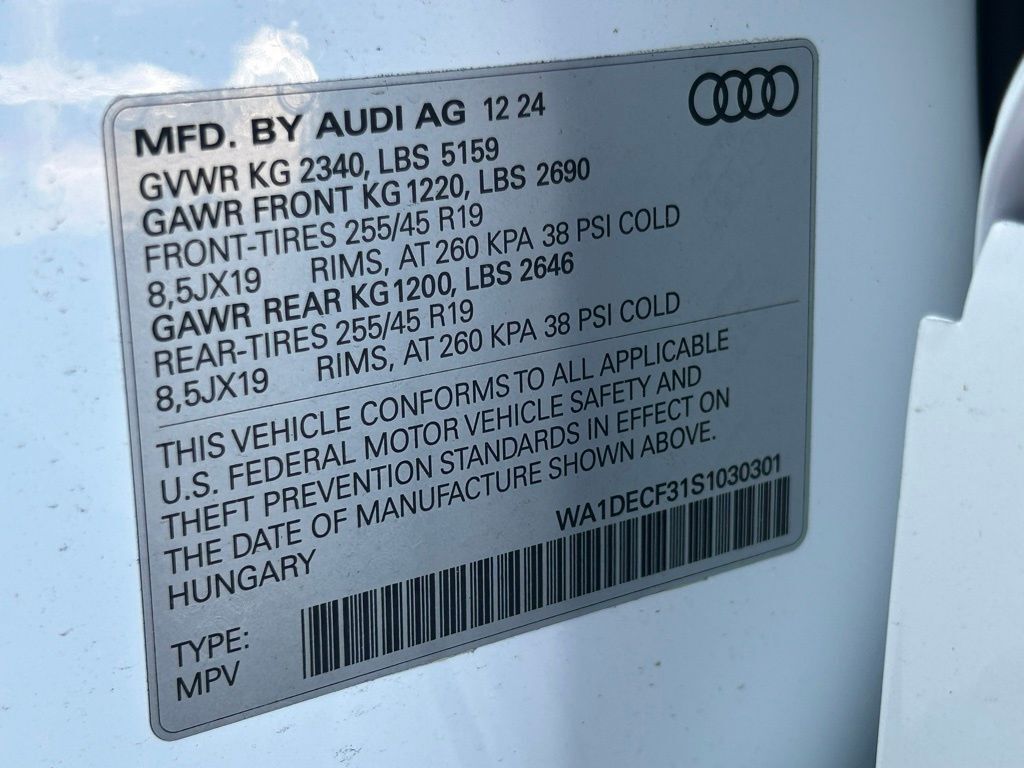 MFD. BY AUDI AG 12 24
GVWR KG 2340, LBS 5159
GAWR FRONT KG 1220, LBS 2690
FRONT-TIRES 255/45 R19
8,5JX19 RIMS, AT 260 KPA 38 PSI COLD
GAWR REAR KG 1200, LBS 2646
REAR-TIRES 255/45 R19
8,5JX19 RIMS, AT 260 KPA 38 PSI COLD
THIS VEHICLE CONFORMS TO ALL APPLICABLE
U.S. FEDERAL MOTOR VEHICLE SAFETY AND
THEFT PREVENTION STANDARDS IN EFFECT ON
THE DATE OF MANUFACTURE SHOWN ABOVE.
HUNGARY
WA1DECF31S1030301
TYPE:
MPV